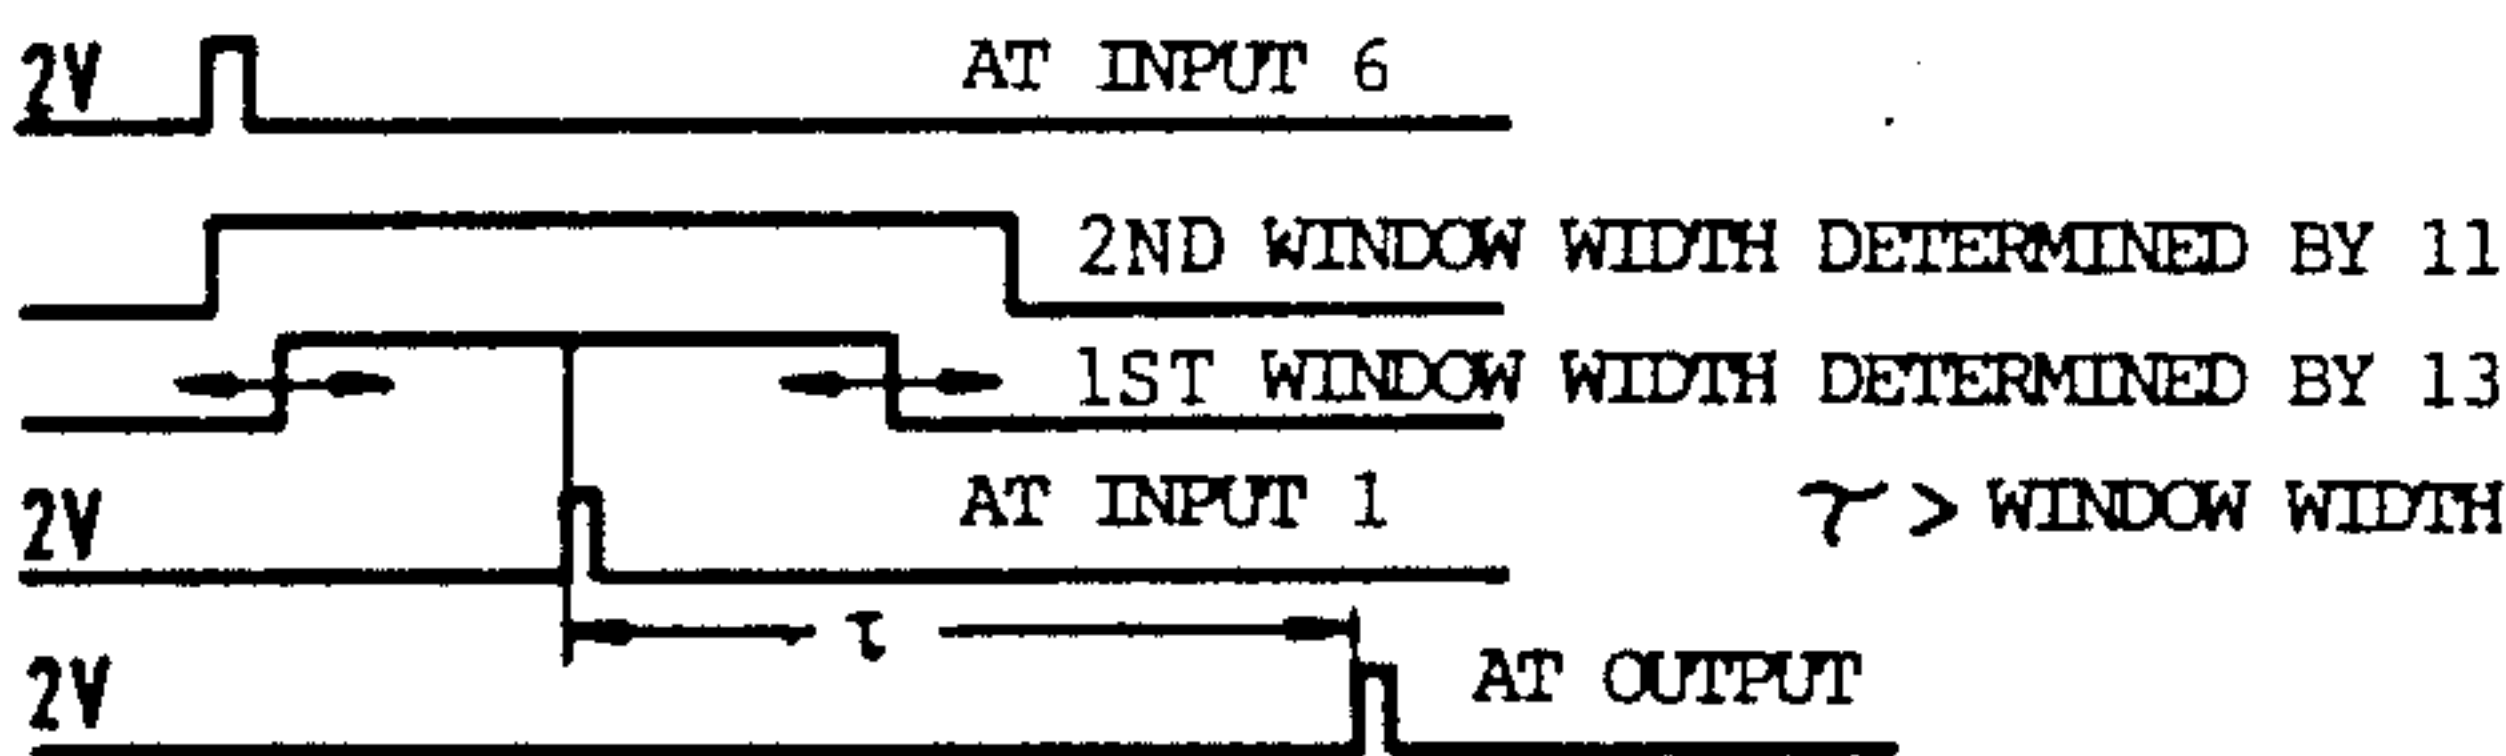 2V AT INPUT 6
2ND WINDOW WIDTH DETERMINED BY 11
1ST WINDOW WIDTH DETERMINED BY 13
2V AT INPUT 1 τ > WINDOW WIDTH
τ
2V AT OUTPUT